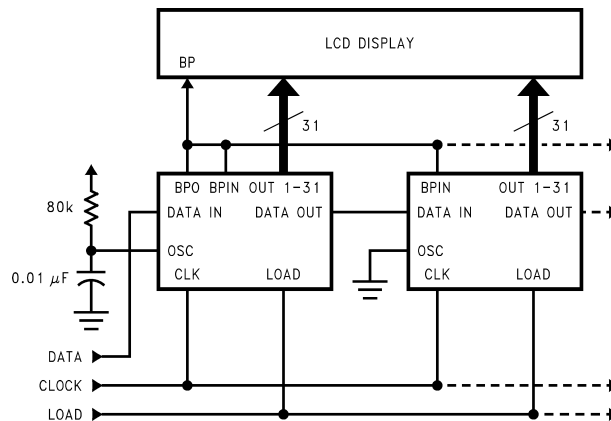 LCD DISPLAY
BP
31
31
BPO BPIN OUT 1-31
BPIN OUT 1-31
80k
DATA IN DATA OUT
DATA IN DATA OUT
OSC
OSC
0.01 μF
CLK LOAD
CLK LOAD
DATA
CLOCK
LOAD